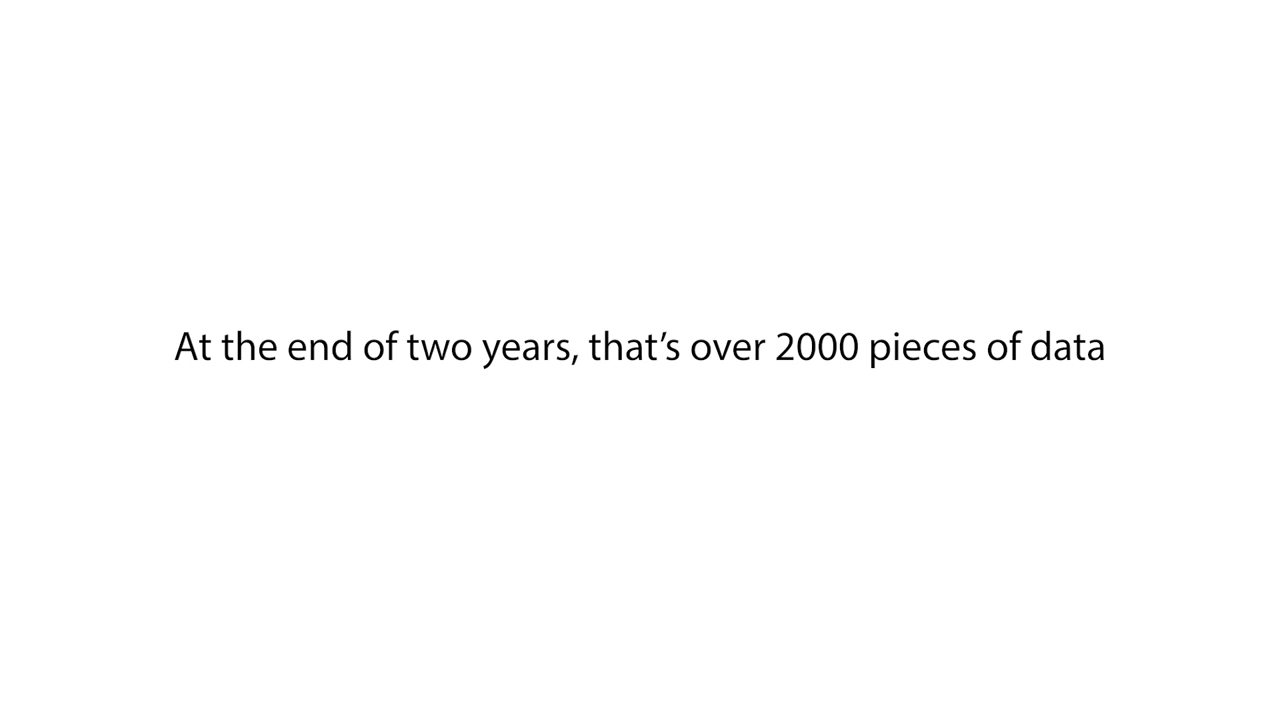 At the end of two years, that’s over 2000 pieces of data